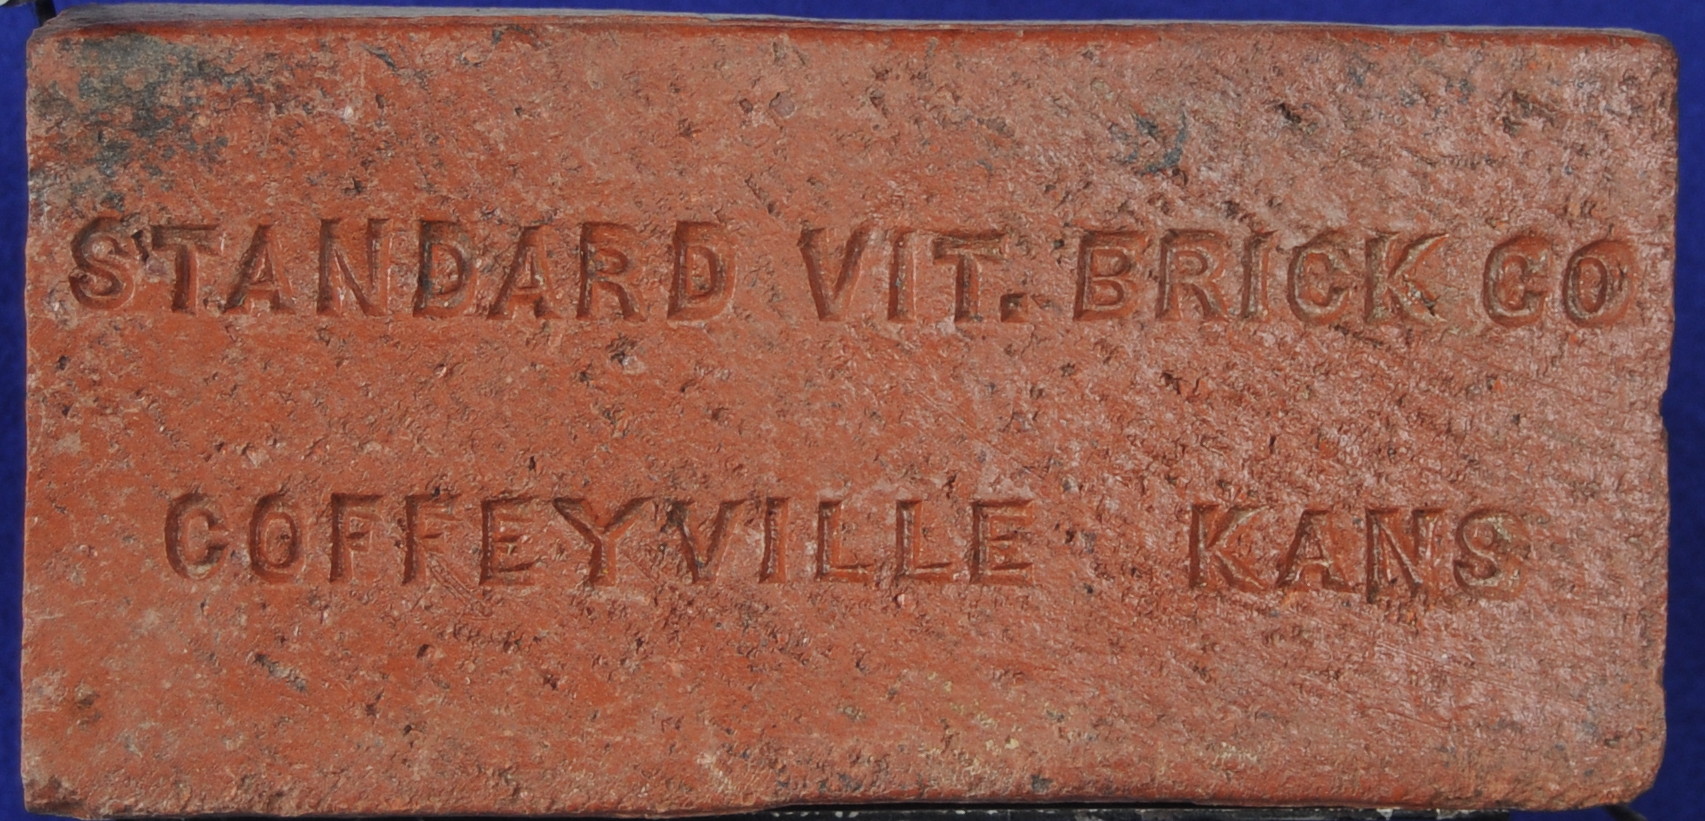 STANDARD VIT. BRICK CO
COFFEYVILLE KANS